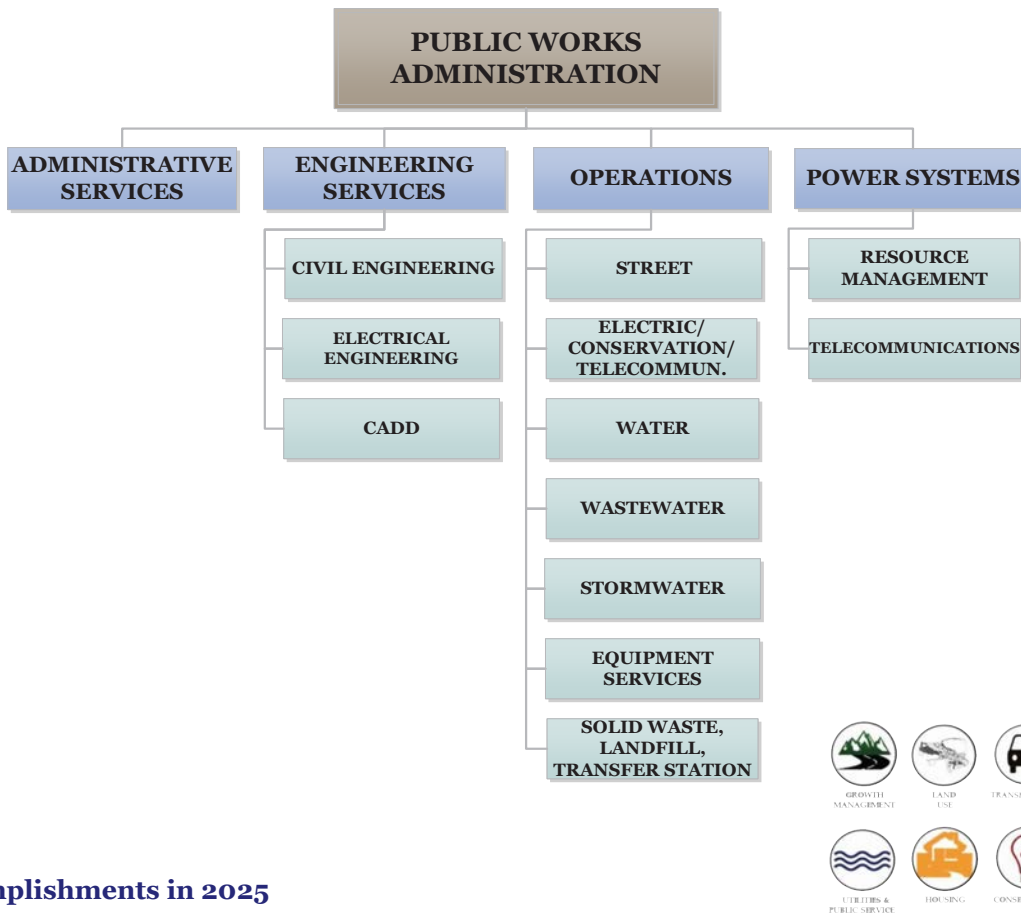 PUBLIC WORKS
ADMINISTRATION
ADMINISTRATIVE
SERVICES
ENGINEERING
SERVICES
OPERATIONS
POWER SYSTEMS
CIVIL ENGINEERING
ELECTRICAL
ENGINEERING
CADD
STREET
ELECTRIC/
CONSERVATION/
TELECOMMUN.
WATER
WASTEWATER
STORMWATER
EQUIPMENT
SERVICES
SOLID WASTE,
LANDFILL,
TRANSFER STATION
RESOURCE
MANAGEMENT
TELECOMMUNICATIONS
GROWTH
MANAGEMENT
LAND
USE
UTILITIES &
PUBLIC SERVICE
HOUSING
mplishments in 2025